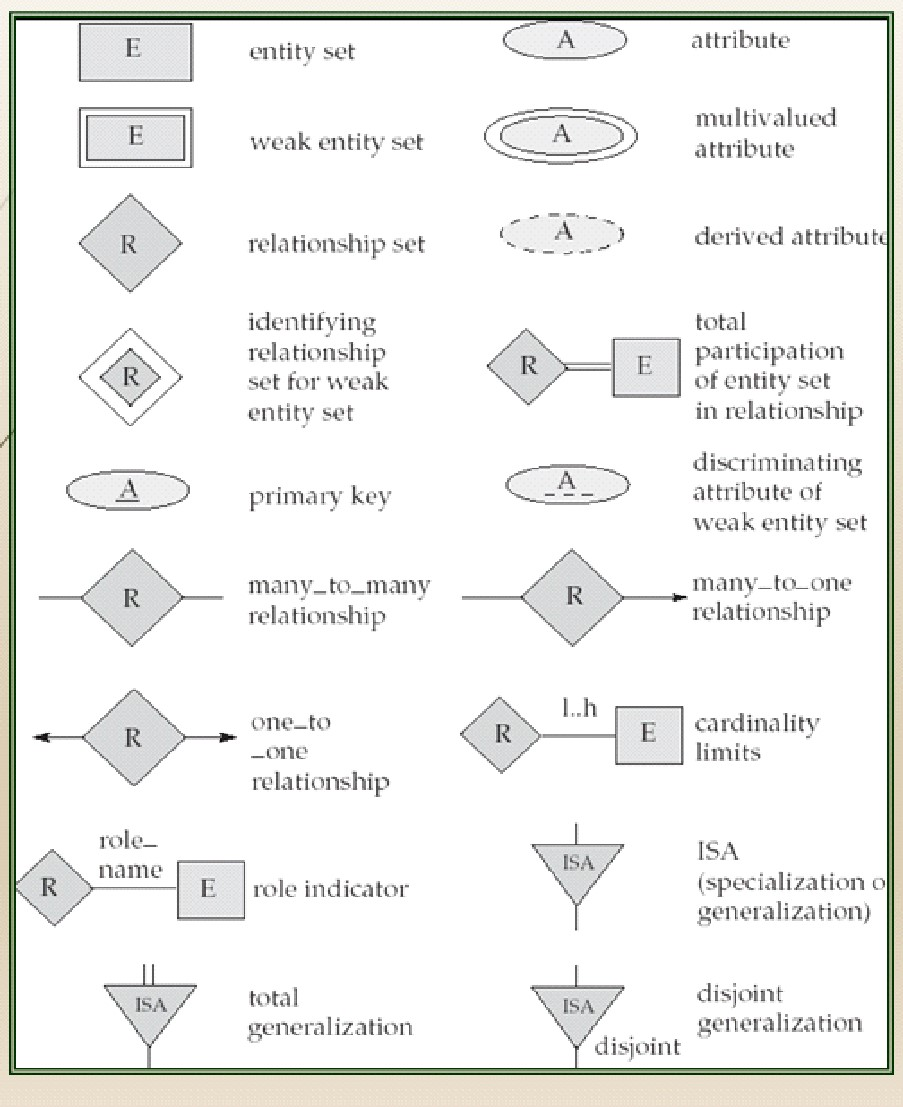 E
entity set
A
attribute
E
weak entity set
A
multivalued
attribute
R
relationship set
A
derived attribute
R
identifying
relationship
set for weak
entity set
R
E
total
participation
of entity set
in relationship
A
primary key
A
discriminating
attribute of
weak entity set
R
many_to_many
relationship
R
many_to_one
relationship
R
one_to
_one
relationship
R
l..h
E
cardinality
limits
R
role_
name
E
role indicator
ISA
ISA
(specialization o
generalization)
ISA
total
generalization
ISA
disjoint
disjoint
generalization